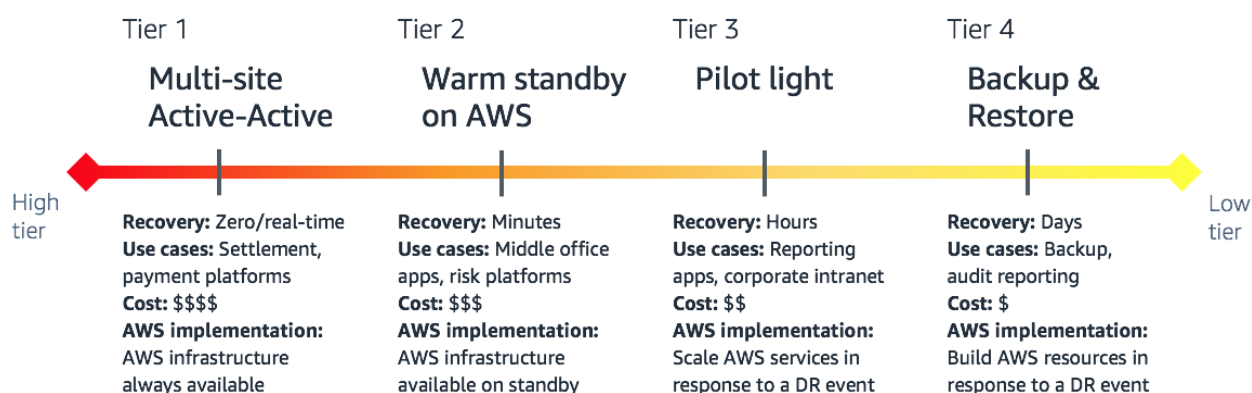 Tier 1
Multi-site
Active-Active
Tier 2
Warm standby
on AWS
Tier 3
Pilot light
Tier 4
Backup &
Restore
High
tier
Low
tier
Recovery: Zero/real-time
Use cases: Settlement,
payment platforms
Cost: $$$$
AWS implementation:
AWS infrastructure
always available
Recovery: Minutes
Use cases: Middle office
apps, risk platforms
Cost: $$$
AWS implementation:
AWS infrastructure
available on standby
Recovery: Hours
Use cases: Reporting
apps, corporate intranet
Cost: $$
AWS implementation:
Scale AWS services in
response to a DR event
Recovery: Days
Use cases: Backup,
audit reporting
Cost: $
AWS implementation:
Build AWS resources in
response to a DR event